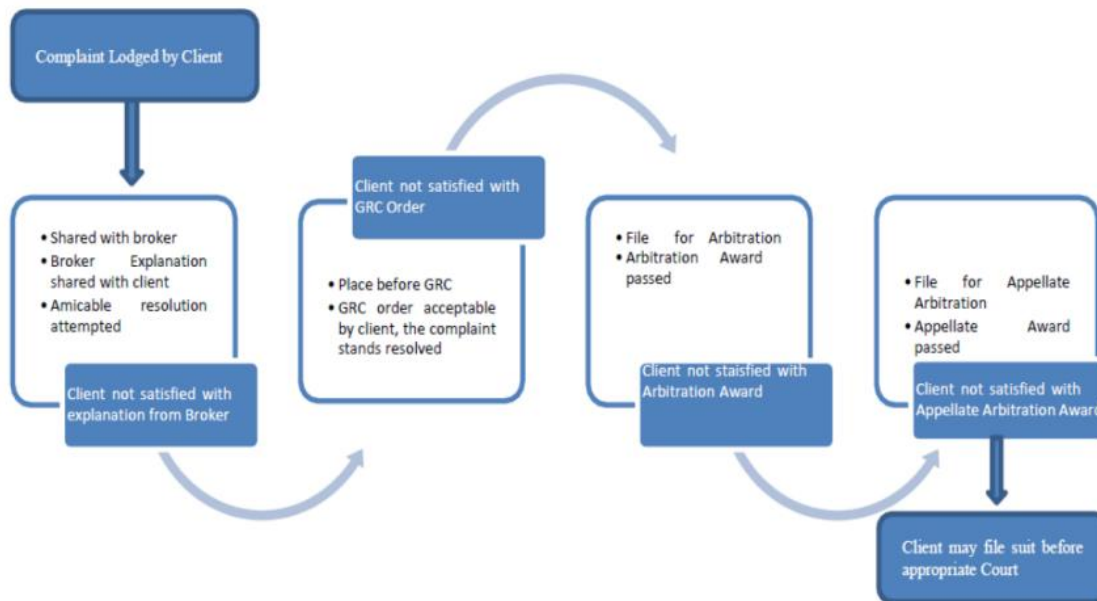 Complaint Lodged by Client
• Shared with broker
• Broker Explanation
shared with client
• Amicable resolution
attempted
Client not satisfied with
explanation from Broker
Client not satisfied with
GRC Order
• Place before GRC
• GRC order acceptable
by client, the complaint
stands resolved
• File for Arbitration
• Arbitration Award
passed
Client not staisfied with
Arbitration Award
• File for Appellate
Arbitration
• Appellate Award
passed
Client not satisfied with
Appellate Arbitration Award
Client may file suit before
appropriate Court